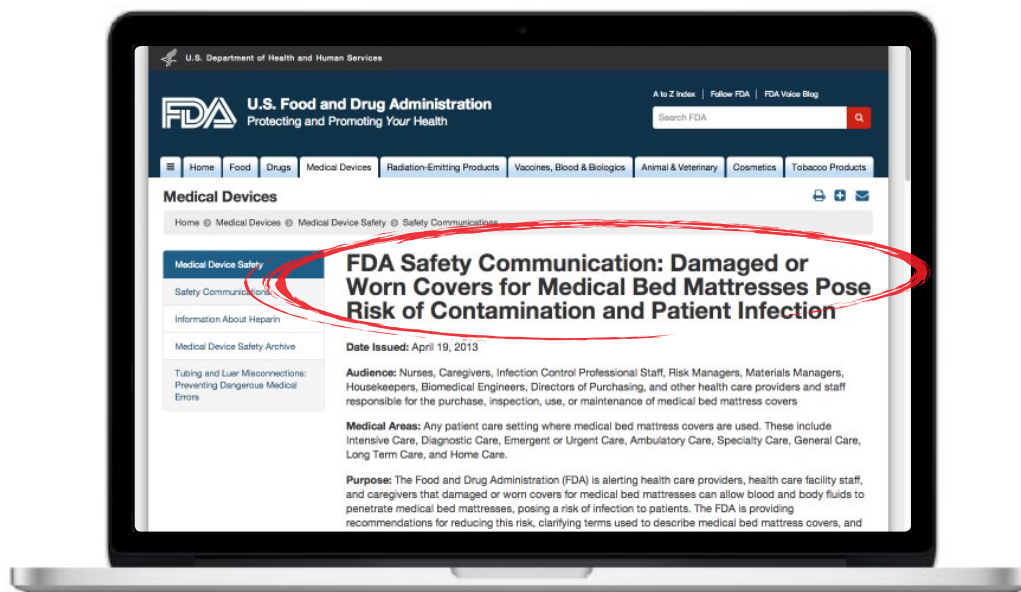 U.S. Department of Health and Human Services
A to Z Index | Follow FDA | FDA Voice Blog
FDA
U.S. Food and Drug Administration
Protecting and Promoting Your Health
Search FDA
Home Food Drugs Medical Devices Radiation-Emitting Products Vaccines, Blood & Biologics Animal & Veterinary Cosmetics Tobacco Products
Medical Devices
Home Medical Devices Medical Device Safety Safety Communications
Medical Device Safety
Safety Communications
Information About Heparin
Medical Device Safety Archive
Tubing and Luer Misconnections:
Preventing Dangerous Medical
Errors
FDA Safety Communication: Damaged or
Worn Covers for Medical Bed Mattresses Pose
Risk of Contamination and Patient Infection
Date Issued: April 19, 2013
Audience: Nurses, Caregivers, Infection Control Professional Staff, Risk Managers, Materials Managers,
Housekeepers, Biomedical Engineers, Directors of Purchasing, and other health care providers and staff
responsible for the purchase, inspection, use, or maintenance of medical bed mattress covers
Medical Areas: Any patient care setting where medical bed mattress covers are used. These include
Intensive Care, Diagnostic Care, Emergent or Urgent Care, Ambulatory Care, Specialty Care, General Care,
Long Term Care, and Home Care.
Purpose: The Food and Drug Administration (FDA) is alerting health care providers, health care facility staff,
and caregivers that damaged or worn covers for medical bed mattresses can allow blood and body fluids to
penetrate medical bed mattresses, posing a risk of infection to patients. The FDA is providing
recommendations for reducing this risk, clarifying terms used to describe medical bed mattress covers, and